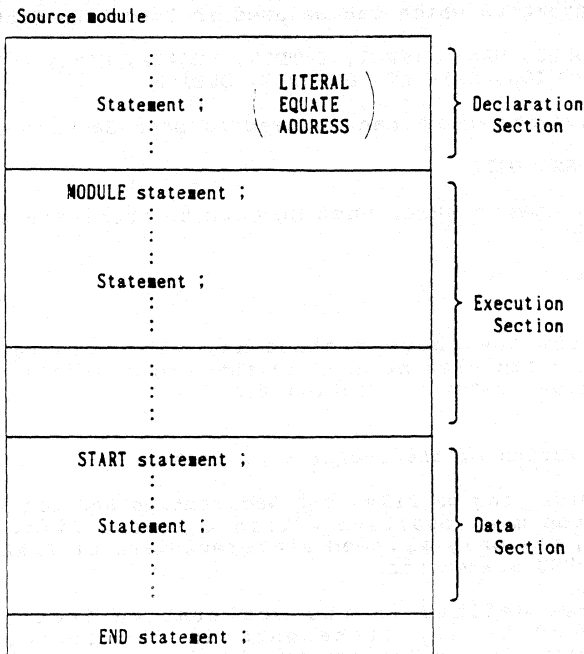 Source module
LITERAL
Statement ; EQUATE Declaration
ADDRESS Section
MODULE statement ;
Statement ;
Execution
Section
START statement ;
Statement ; Data
Section
END statement ;